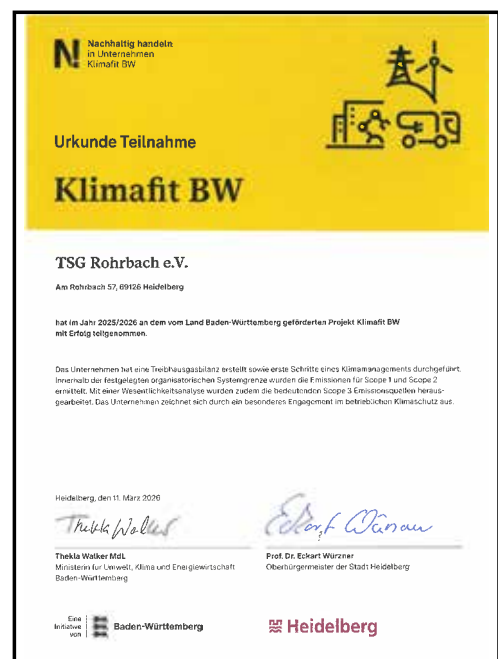 N!
Nachhaltig handeln
in Unternehmen
Klimafit BW
Urkunde Teilnahme
Klimafit BW
TSG Rohrbach e.V.
Am Rohrbach 57, 69126 Heidelberg
hat im Jahr 2025/2026 an dem vom Land Baden-Württemberg geförderten Projekt Klimafit BW
mit Erfolg teilgenommen.
Das Unternehmen hat eine Treibhausgasbilanz erstellt sowie erste Schritte eines Klimamanagements durchgeführt.
Innerhalb der festgelegten organisatorischen Systemgrenze wurden die Emissionen für Scope 1 und Scope 2
ermittelt. Mit einer Wesentlichkeitsanalyse wurden zudem die bedeutenden Scope 3 Emissionsquellen heraus-
gearbeitet. Das Unternehmen zeichnet sich durch ein besonderes Engagement im betrieblichen Klimaschutz aus.
Heidelberg, den 11. März 2026
Thekla Walker
Eckart Würzner
Thekla Walker MdL
Ministerin für Umwelt, Klima und Energiewirtschaft
Baden-Württemberg
Prof. Dr. Eckart Würzner
Oberbürgermeister der Stadt Heidelberg
Eine
Initiative
von
Baden-Württemberg
Heidelberg